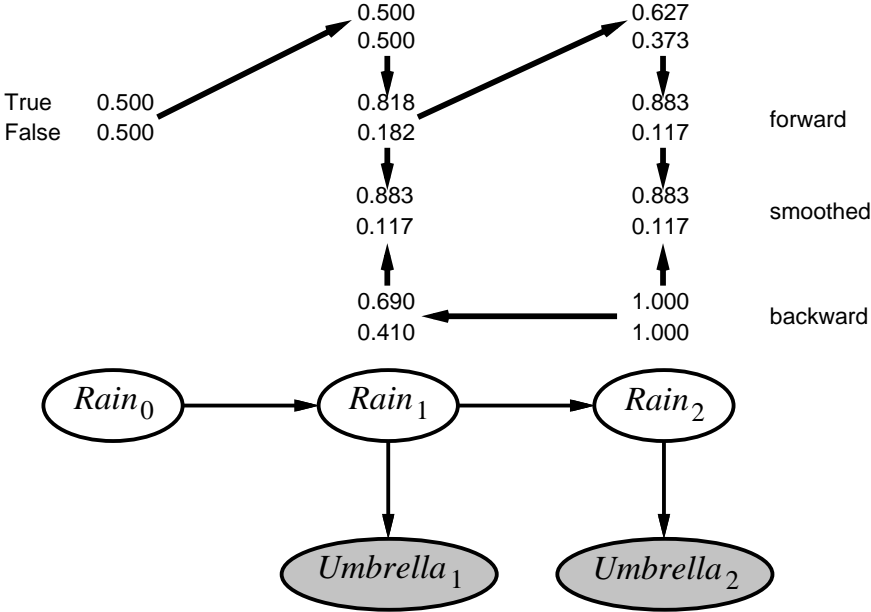 0.500 0.627
0.500 0.373
True 0.500 0.818 0.883
False 0.500 0.182 0.117 forward
0.883 0.883
0.117 0.117 smoothed
0.690 1.000
0.410 1.000 backward
Rain0 Rain1 Rain2
Umbrella1 Umbrella2